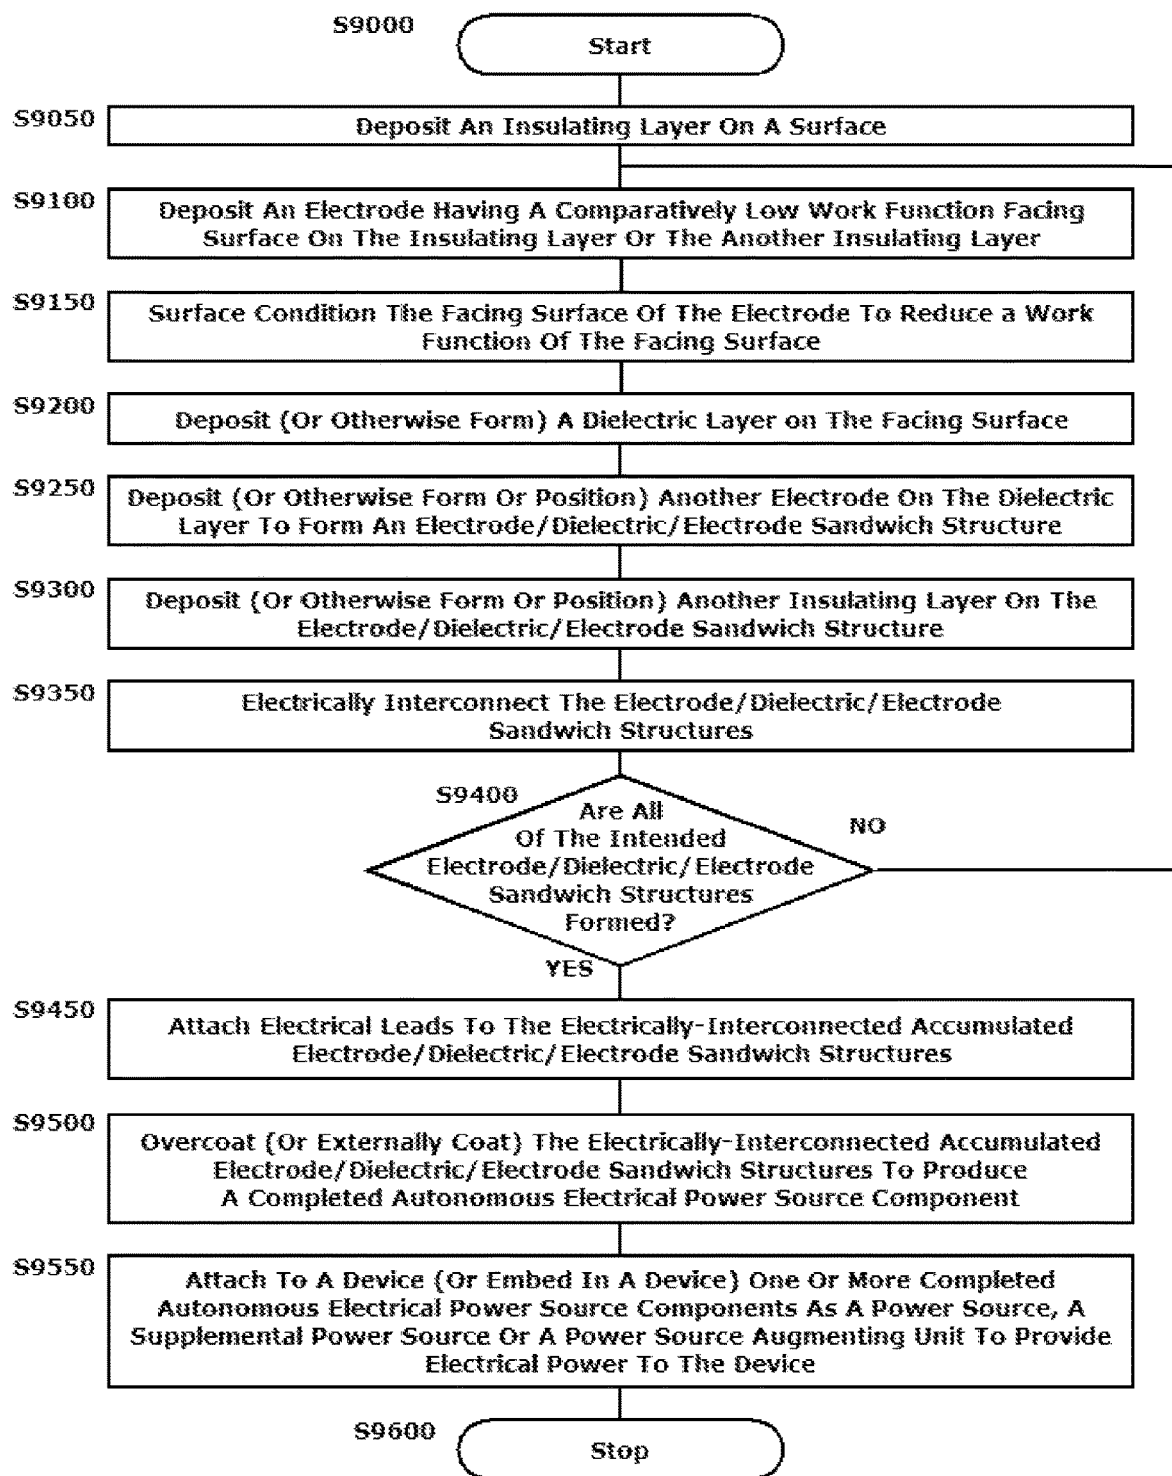 S9000
Start
S9050
Deposit An Insulating Layer On A Surface
S9100
Deposit An Electrode Having A Comparatively Low Work Function Facing
Surface On The Insulating Layer Or The Another Insulating Layer
S9150
Surface Condition The Facing Surface Of The Electrode To Reduce a Work
Function Of The Facing Surface
S9200
Deposit (Or Otherwise Form) A Dielectric Layer on The Facing Surface
S9250
Deposit (Or Otherwise Form Or Position) Another Electrode On The Dielectric
Layer To Form An Electrode/Dielectric/Electrode Sandwich Structure
S9300
Deposit (Or Otherwise Form Or Position) Another Insulating Layer On The
Electrode/Dielectric/Electrode Sandwich Structure
S9350
Electrically Interconnect The Electrode/Dielectric/Electrode
Sandwich Structures
S9400
Are All
Of The Intended
Electrode/Dielectric/Electrode
Sandwich Structures
Formed?
NO
YES
S9450
Attach Electrical Leads To The Electrically-Interconnected Accumulated
Electrode/Dielectric/Electrode Sandwich Structures
S9500
Overcoat (Or Externally Coat) The Electrically-Interconnected Accumulated
Electrode/Dielectric/Electrode Sandwich Structures To Produce
A Completed Autonomous Electrical Power Source Component
S9550
Attach To A Device (Or Embed In A Device) One Or More Completed
Autonomous Electrical Power Source Components As A Power Source, A
Supplemental Power Source Or A Power Source Augmenting Unit To Provide
Electrical Power To The Device
S9600
Stop